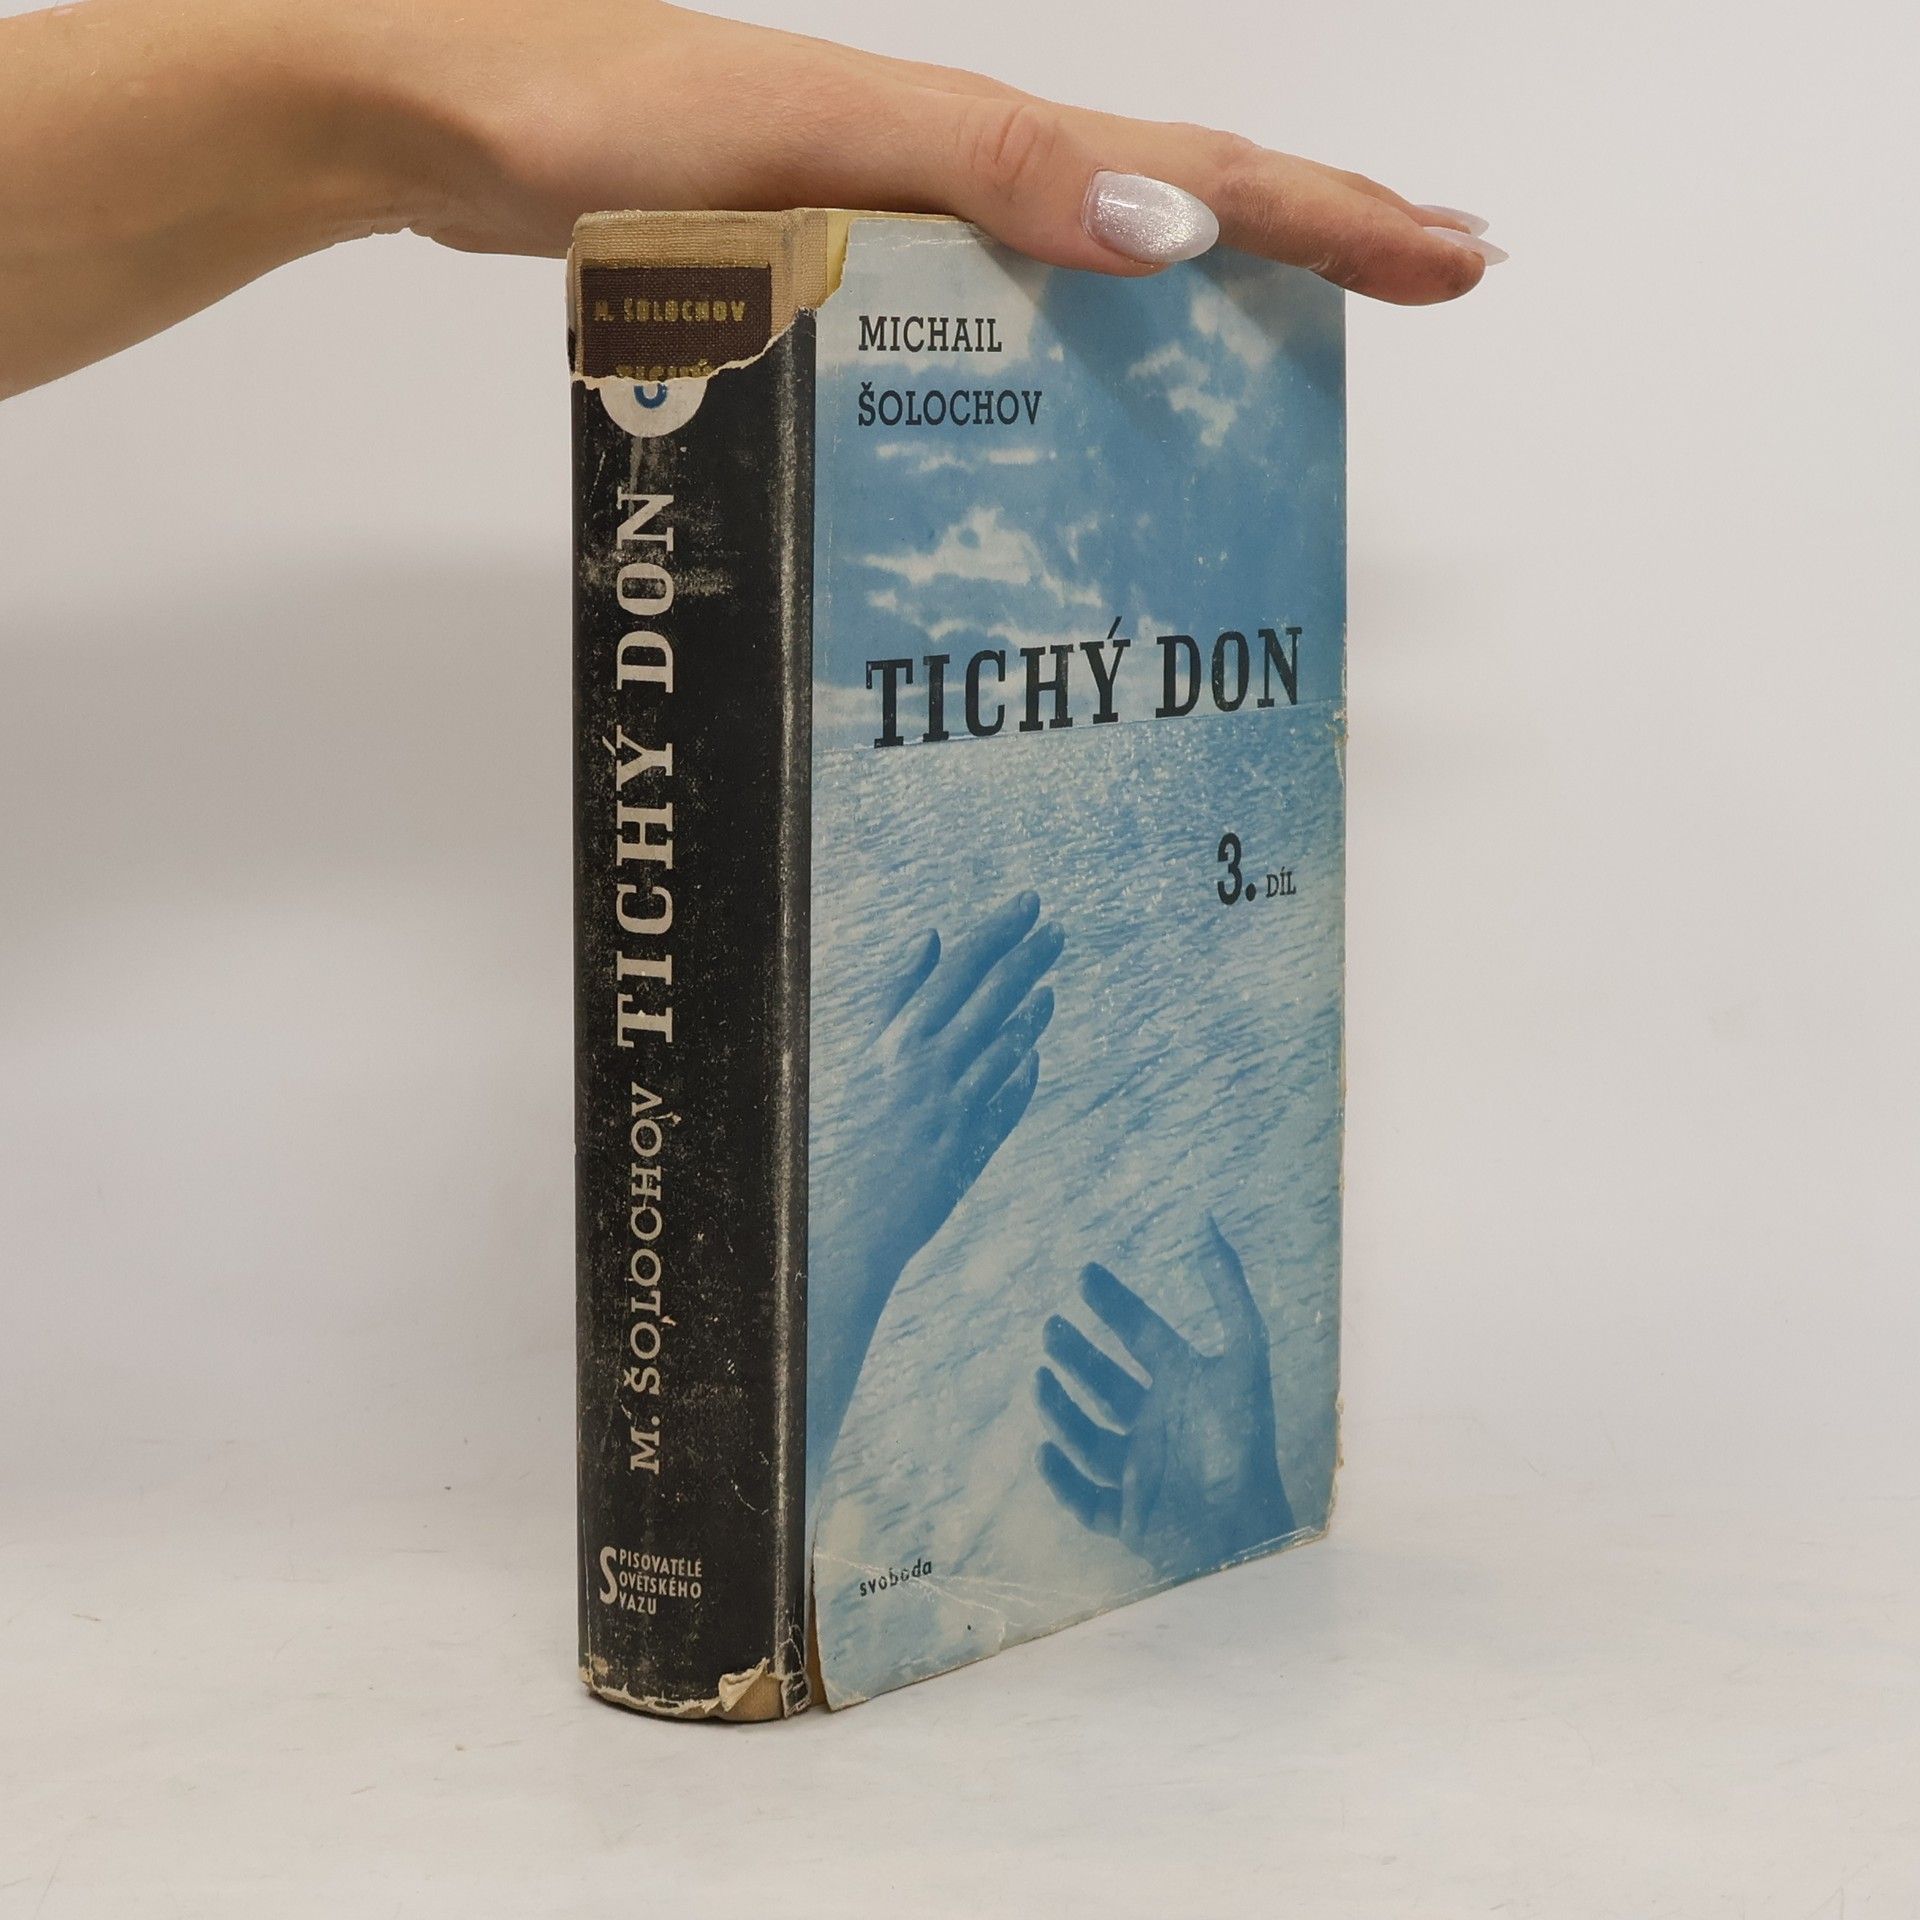 M. ŠOLOCHOV
M. ŠOLOCHOV TICHÝ DON
SPISOVATELÉ
SOVĚTSKÉHO
SVAZU
MICHAIL
ŠOLOCHOV
TICHÝ DON
3. DÍL
svoboda